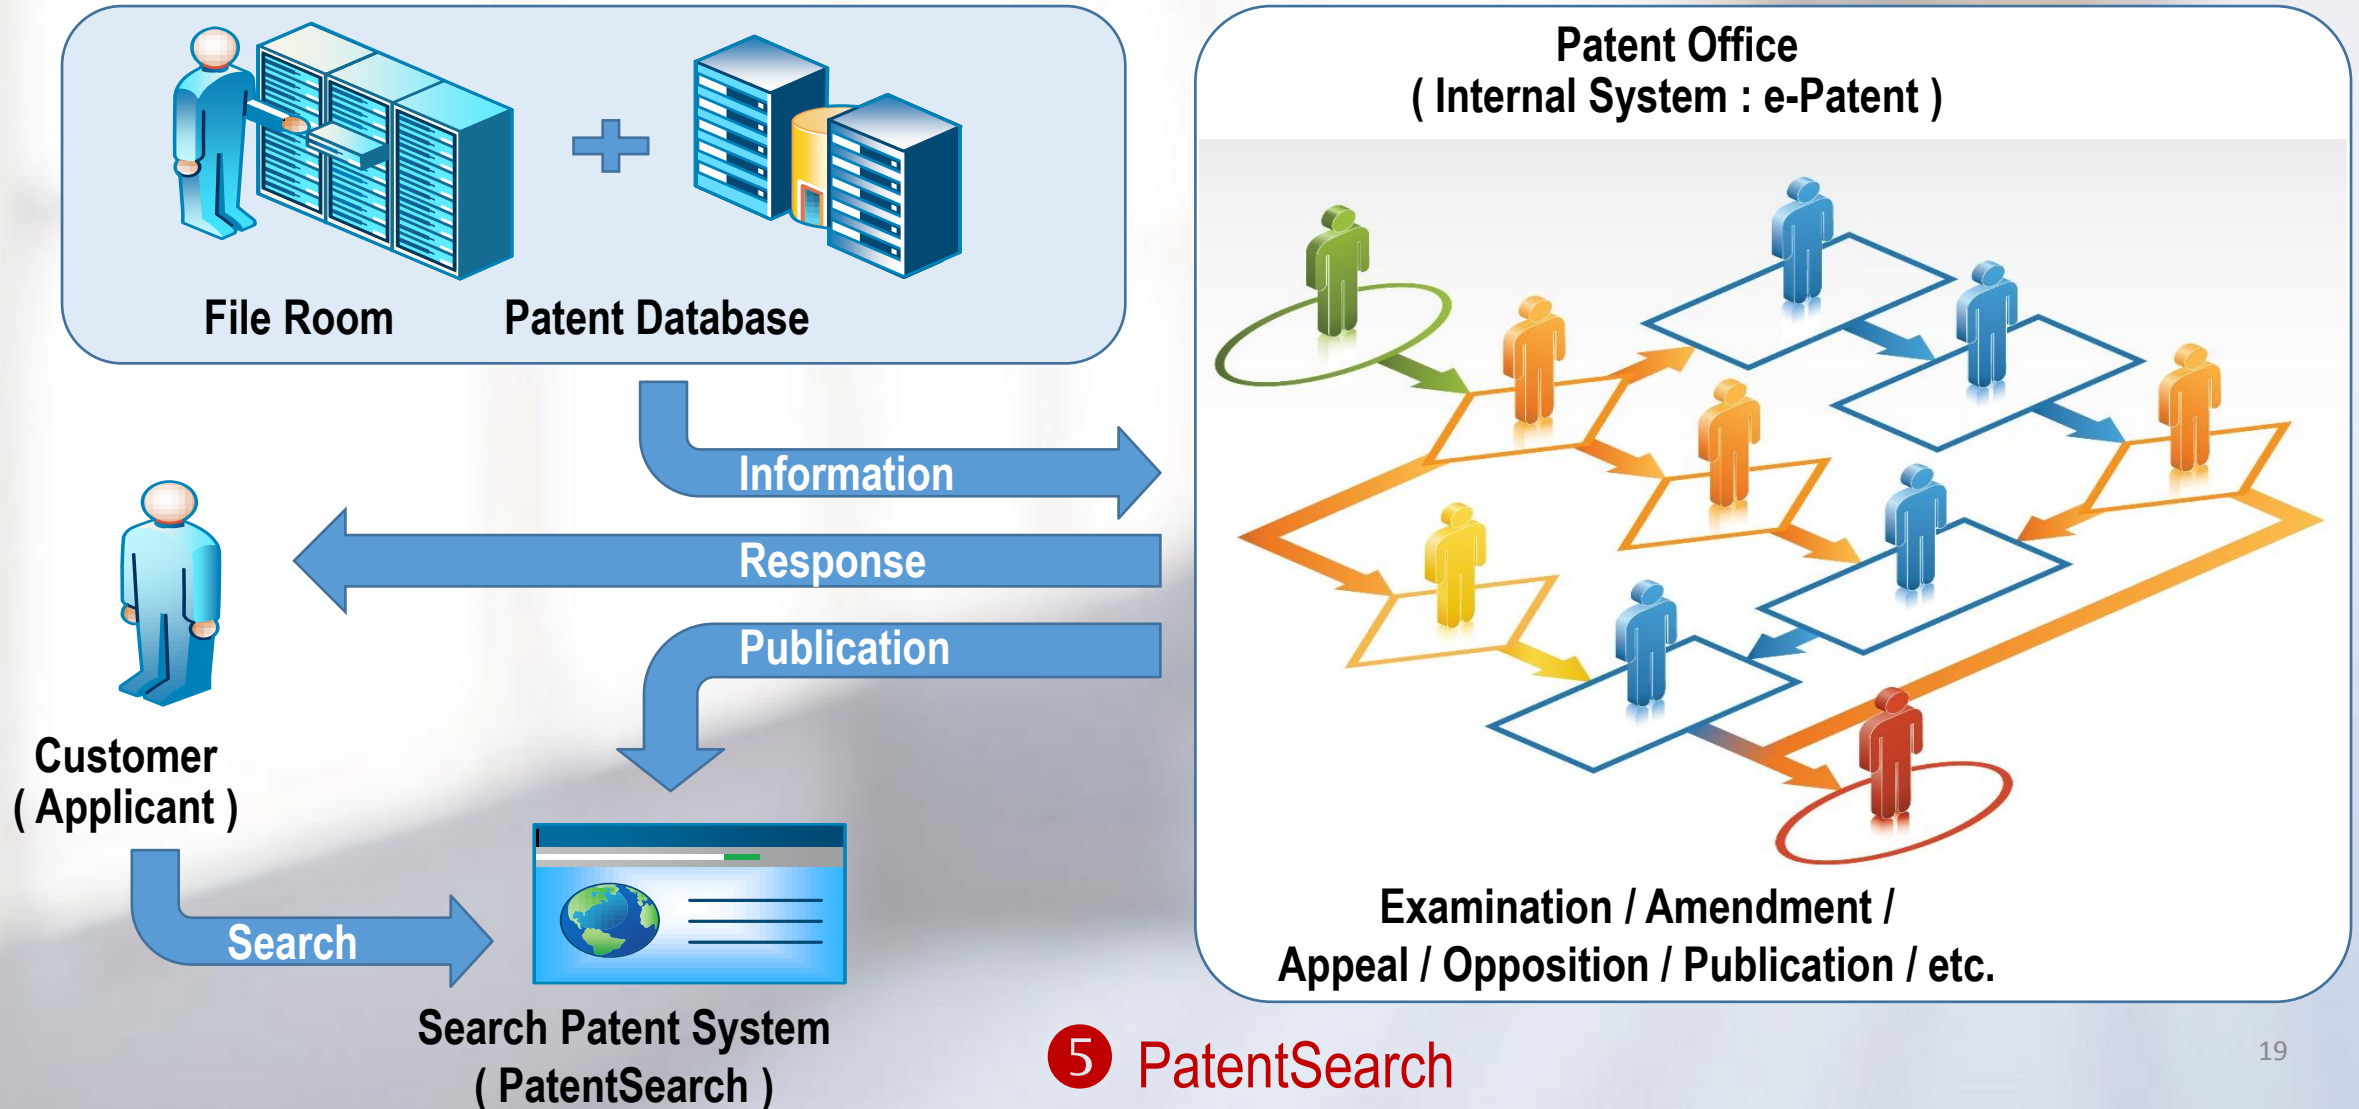 Patent Office
( Internal System : e-Patent )
File Room
Patent Database
Information
Response
Publication
Customer
( Applicant )
Search
Search Patent System
( PatentSearch )
Examination / Amendment /
Appeal / Opposition / Publication / etc.
5 PatentSearch
19